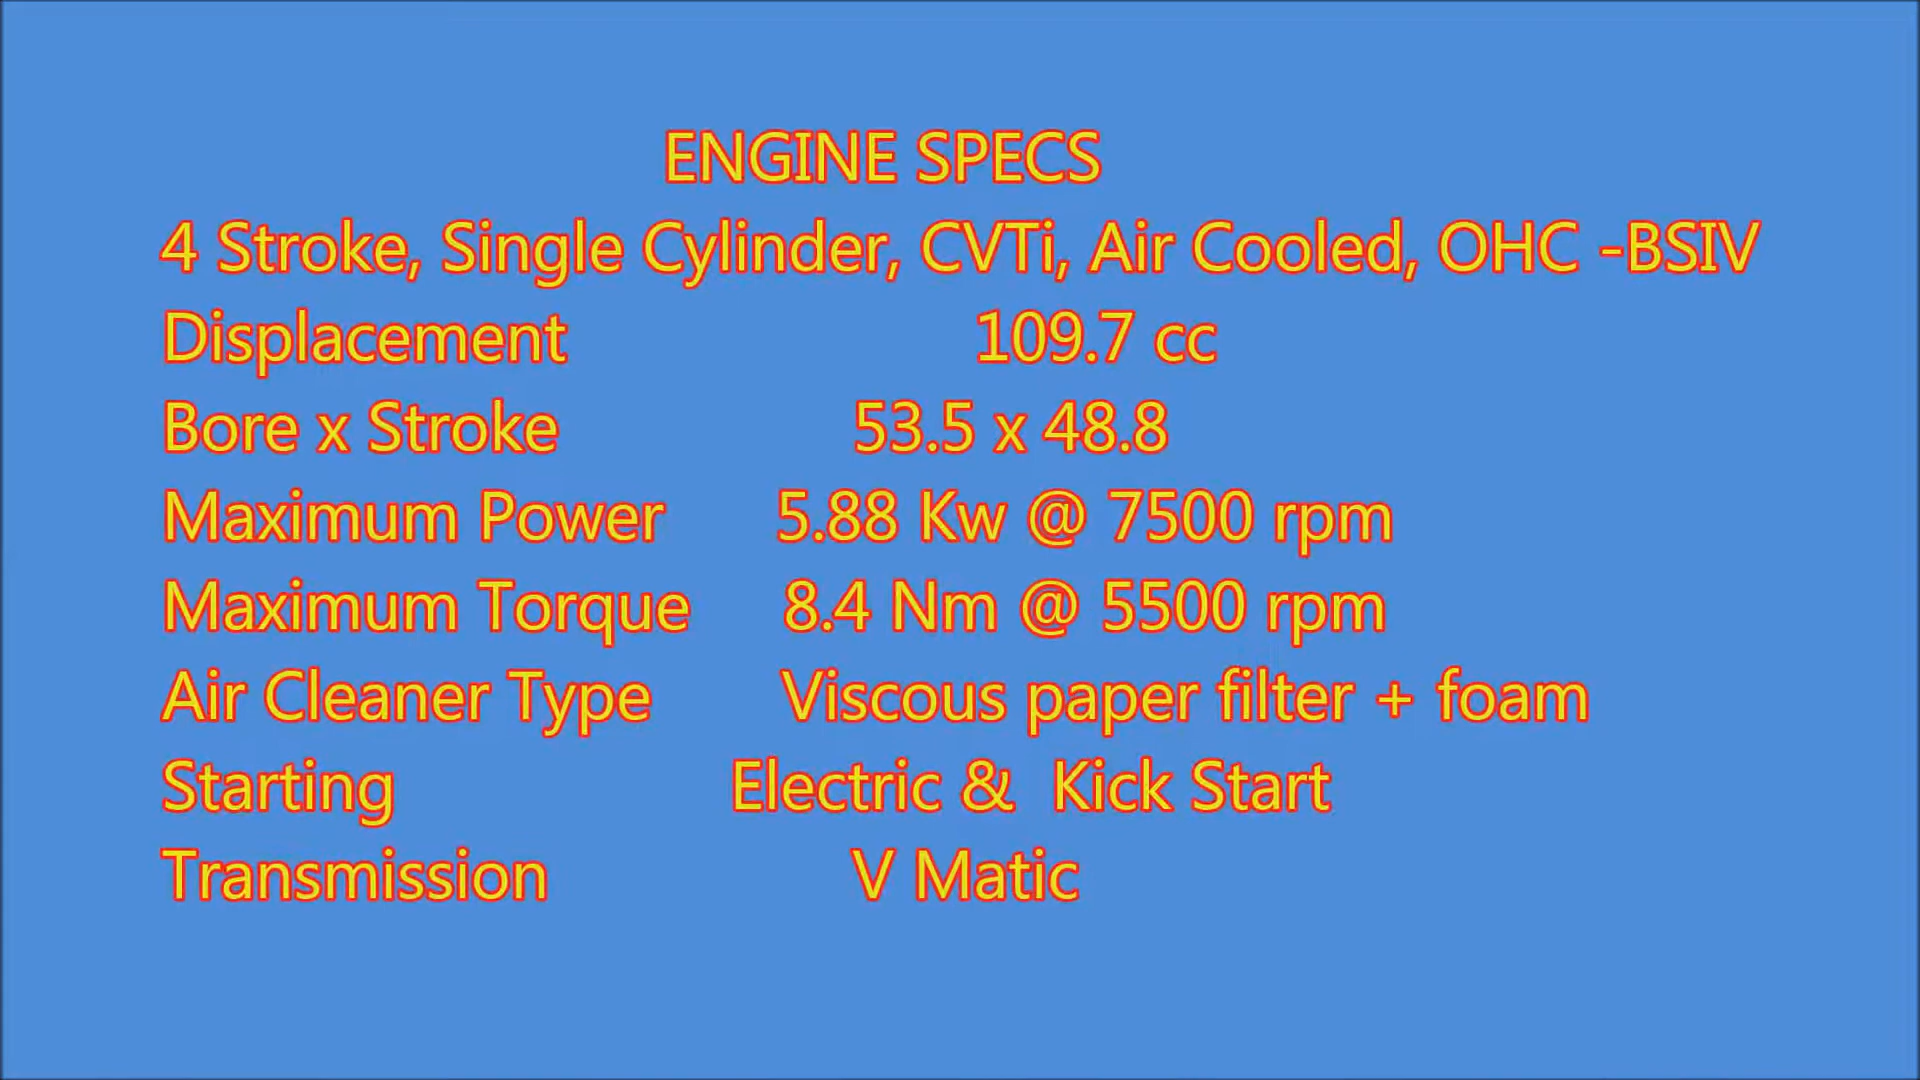 ENGINE SPECS
4 Stroke, Single Cylinder, CVTi, Air Cooled, OHC -BSIV
Displacement 109.7 cc
Bore x Stroke 53.5 x 48.8
Maximum Power 5.88 Kw @ 7500 rpm
Maximum Torque 8.4 Nm @ 5500 rpm
Air Cleaner Type Viscous paper filter + foam
Starting Electric & Kick Start
Transmission V Matic